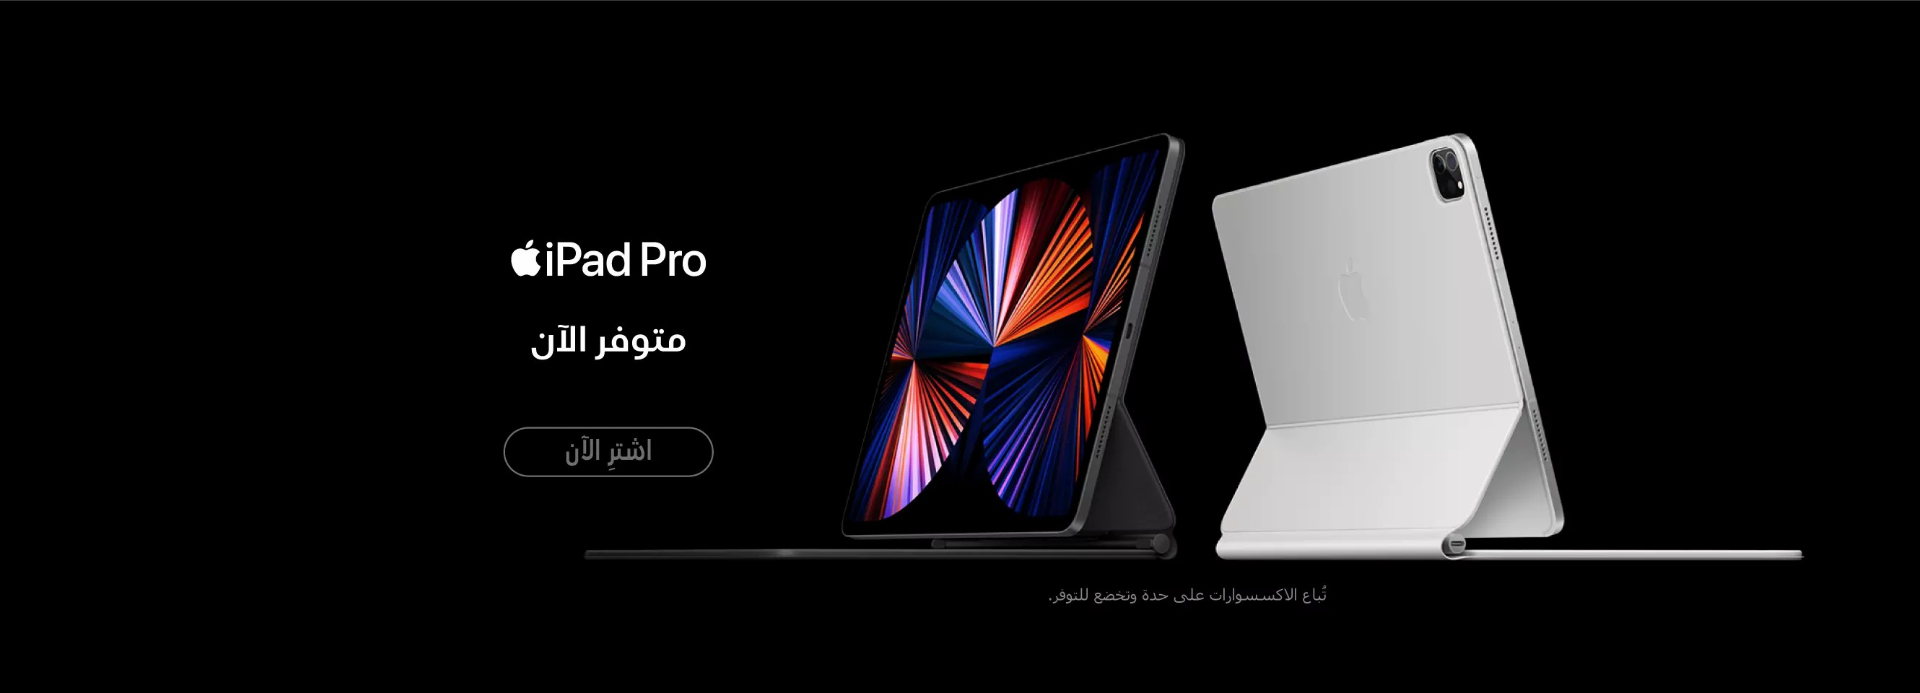 iPad Pro
متوفر الآن
اشترِ الآن
تُباع الاكسسوارات على حدة وتخضع للتوفر.